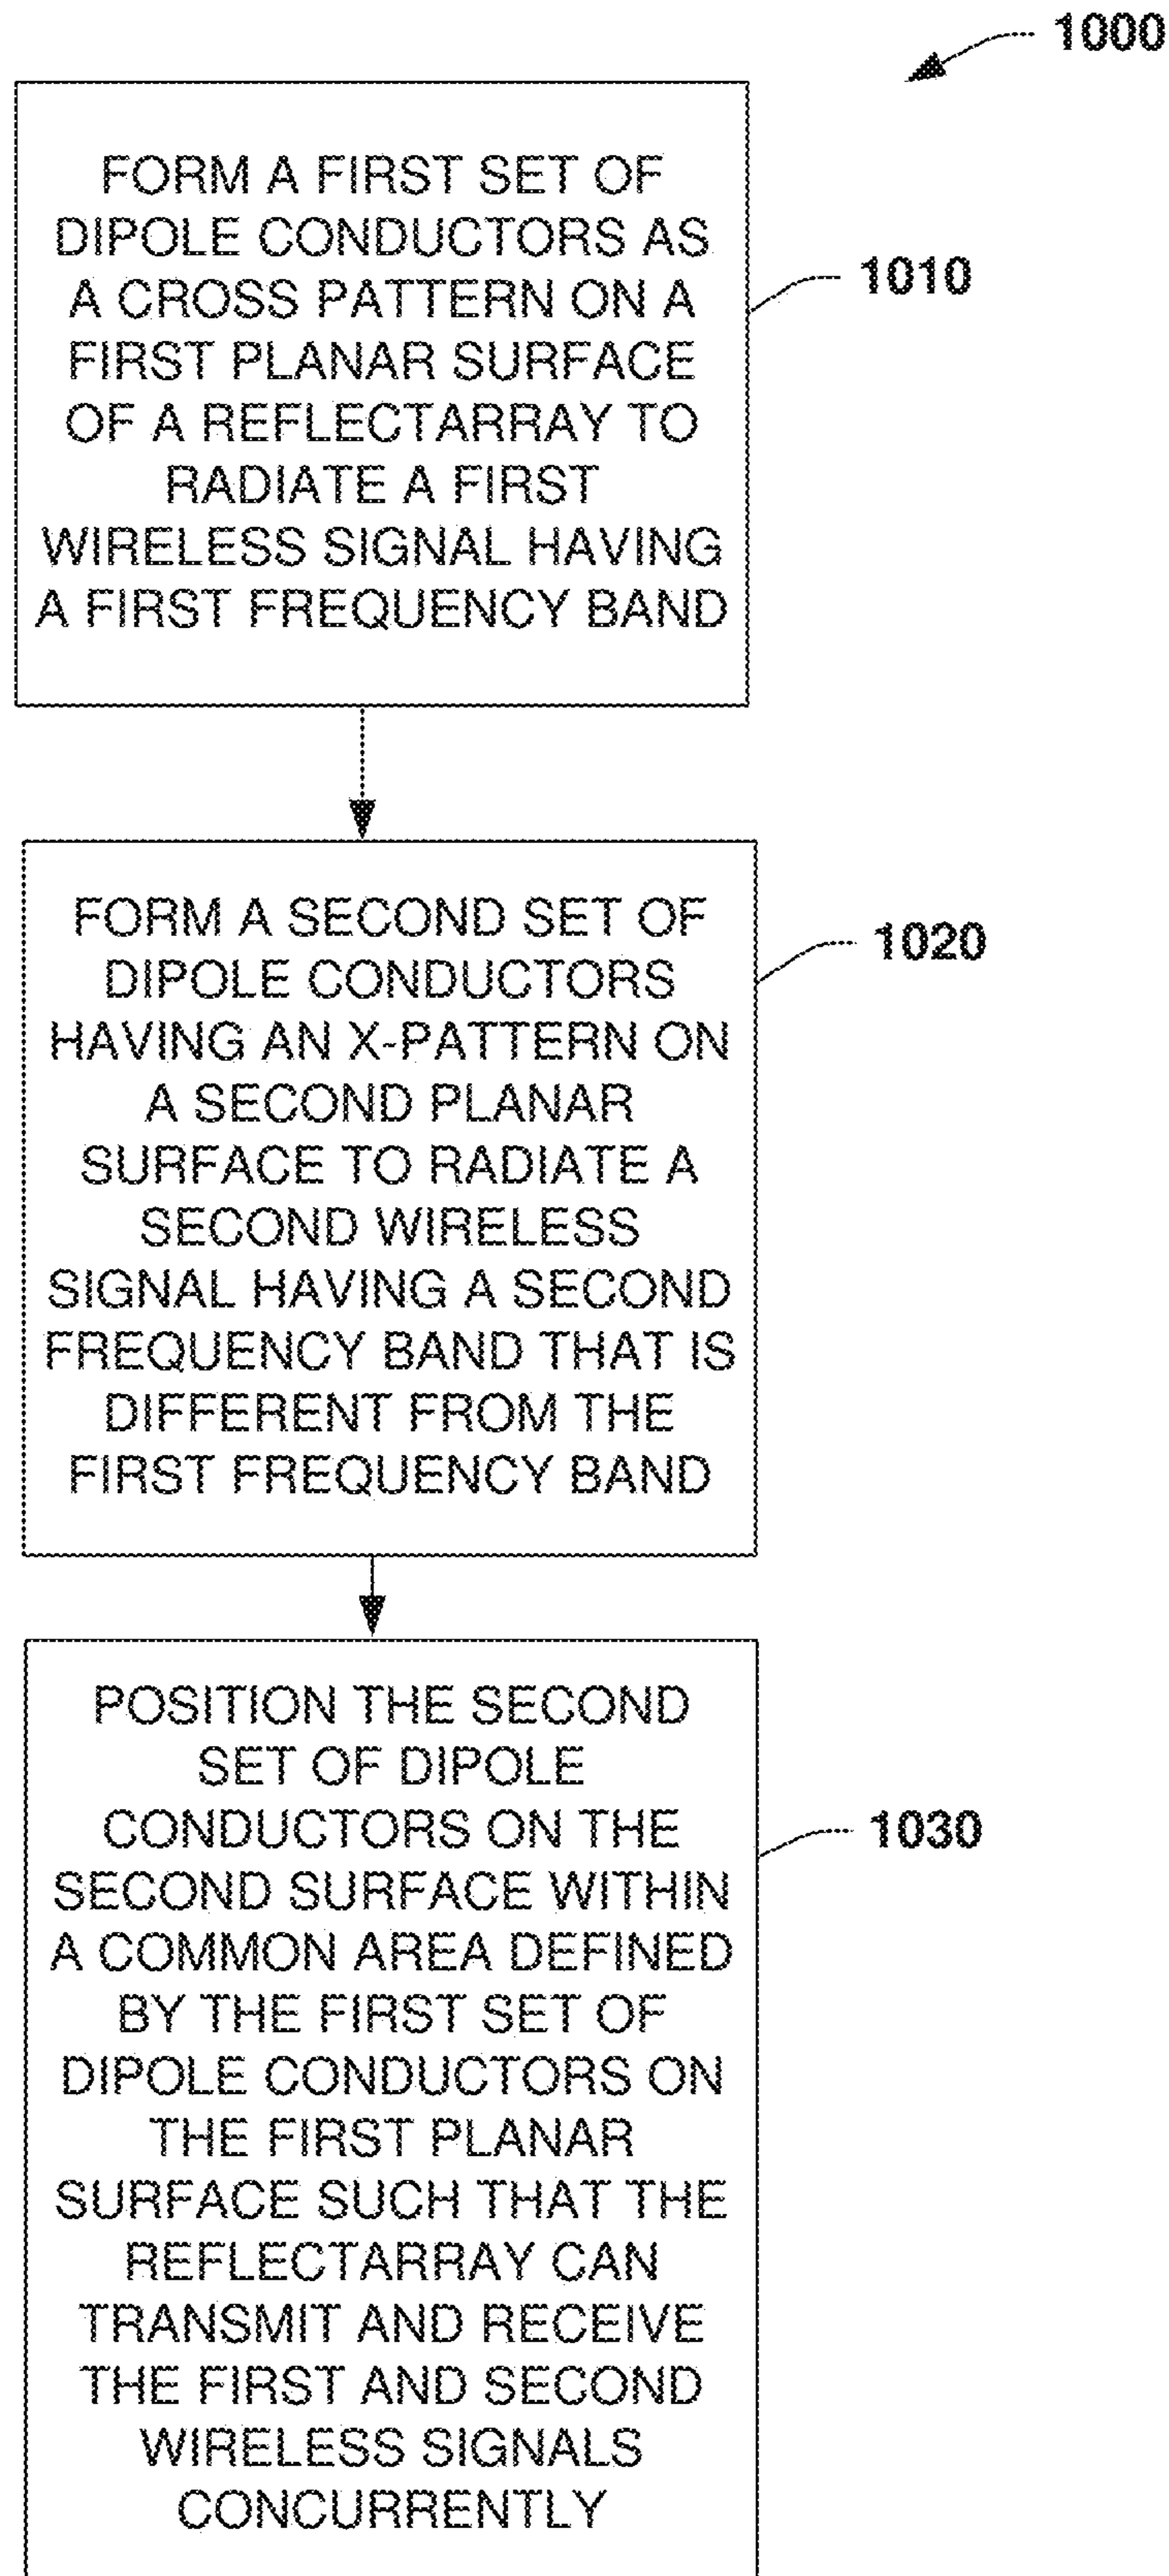 1000
FORM A FIRST SET OF
DIPOLE CONDUCTORS AS
A CROSS PATTERN ON A
FIRST PLANAR SURFACE
OF A REFLECTARRAY TO
RADIATE A FIRST
WIRELESS SIGNAL HAVING
A FIRST FREQUENCY BAND
1010
FORM A SECOND SET OF
DIPOLE CONDUCTORS
HAVING AN X-PATTERN ON
A SECOND PLANAR
SURFACE TO RADIATE A
SECOND WIRELESS
SIGNAL HAVING A SECOND
FREQUENCY BAND THAT IS
DIFFERENT FROM THE
FIRST FREQUENCY BAND
1020
POSITION THE SECOND
SET OF DIPOLE
CONDUCTORS ON THE
SECOND SURFACE WITHIN
A COMMON AREA DEFINED
BY THE FIRST SET OF
DIPOLE CONDUCTORS ON
THE FIRST PLANAR
SURFACE SUCH THAT THE
REFLECTARRAY CAN
TRANSMIT AND RECEIVE
THE FIRST AND SECOND
WIRELESS SIGNALS
CONCURRENTLY
1030